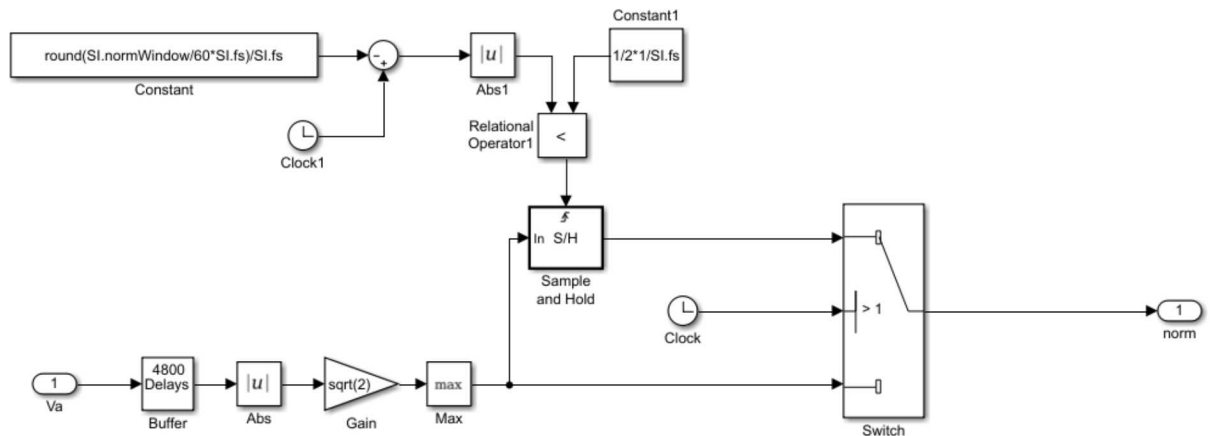 Constant1
round(SI.normWindow/60*SI.fs)/SI.fs
-
+
|u|
1/2*1/SI.fs
Constant
Abs1
Relational
Operator1
<
Clock1
In S/H
Sample
and Hold
> 1
Clock
1
norm
1
Va
4800
Delays
Buffer
|u|
Abs
sqrt(2)
Gain
max
Max
Switch